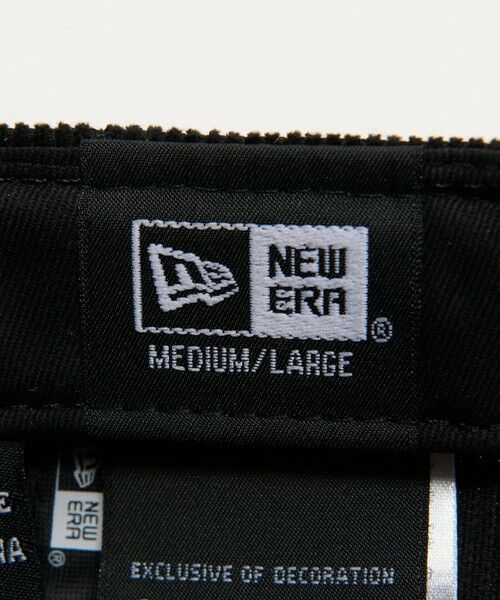 NEW
ERA
®
MEDIUM/LARGE
NEW
ERA
®
EXCLUSIVE OF DECORATION